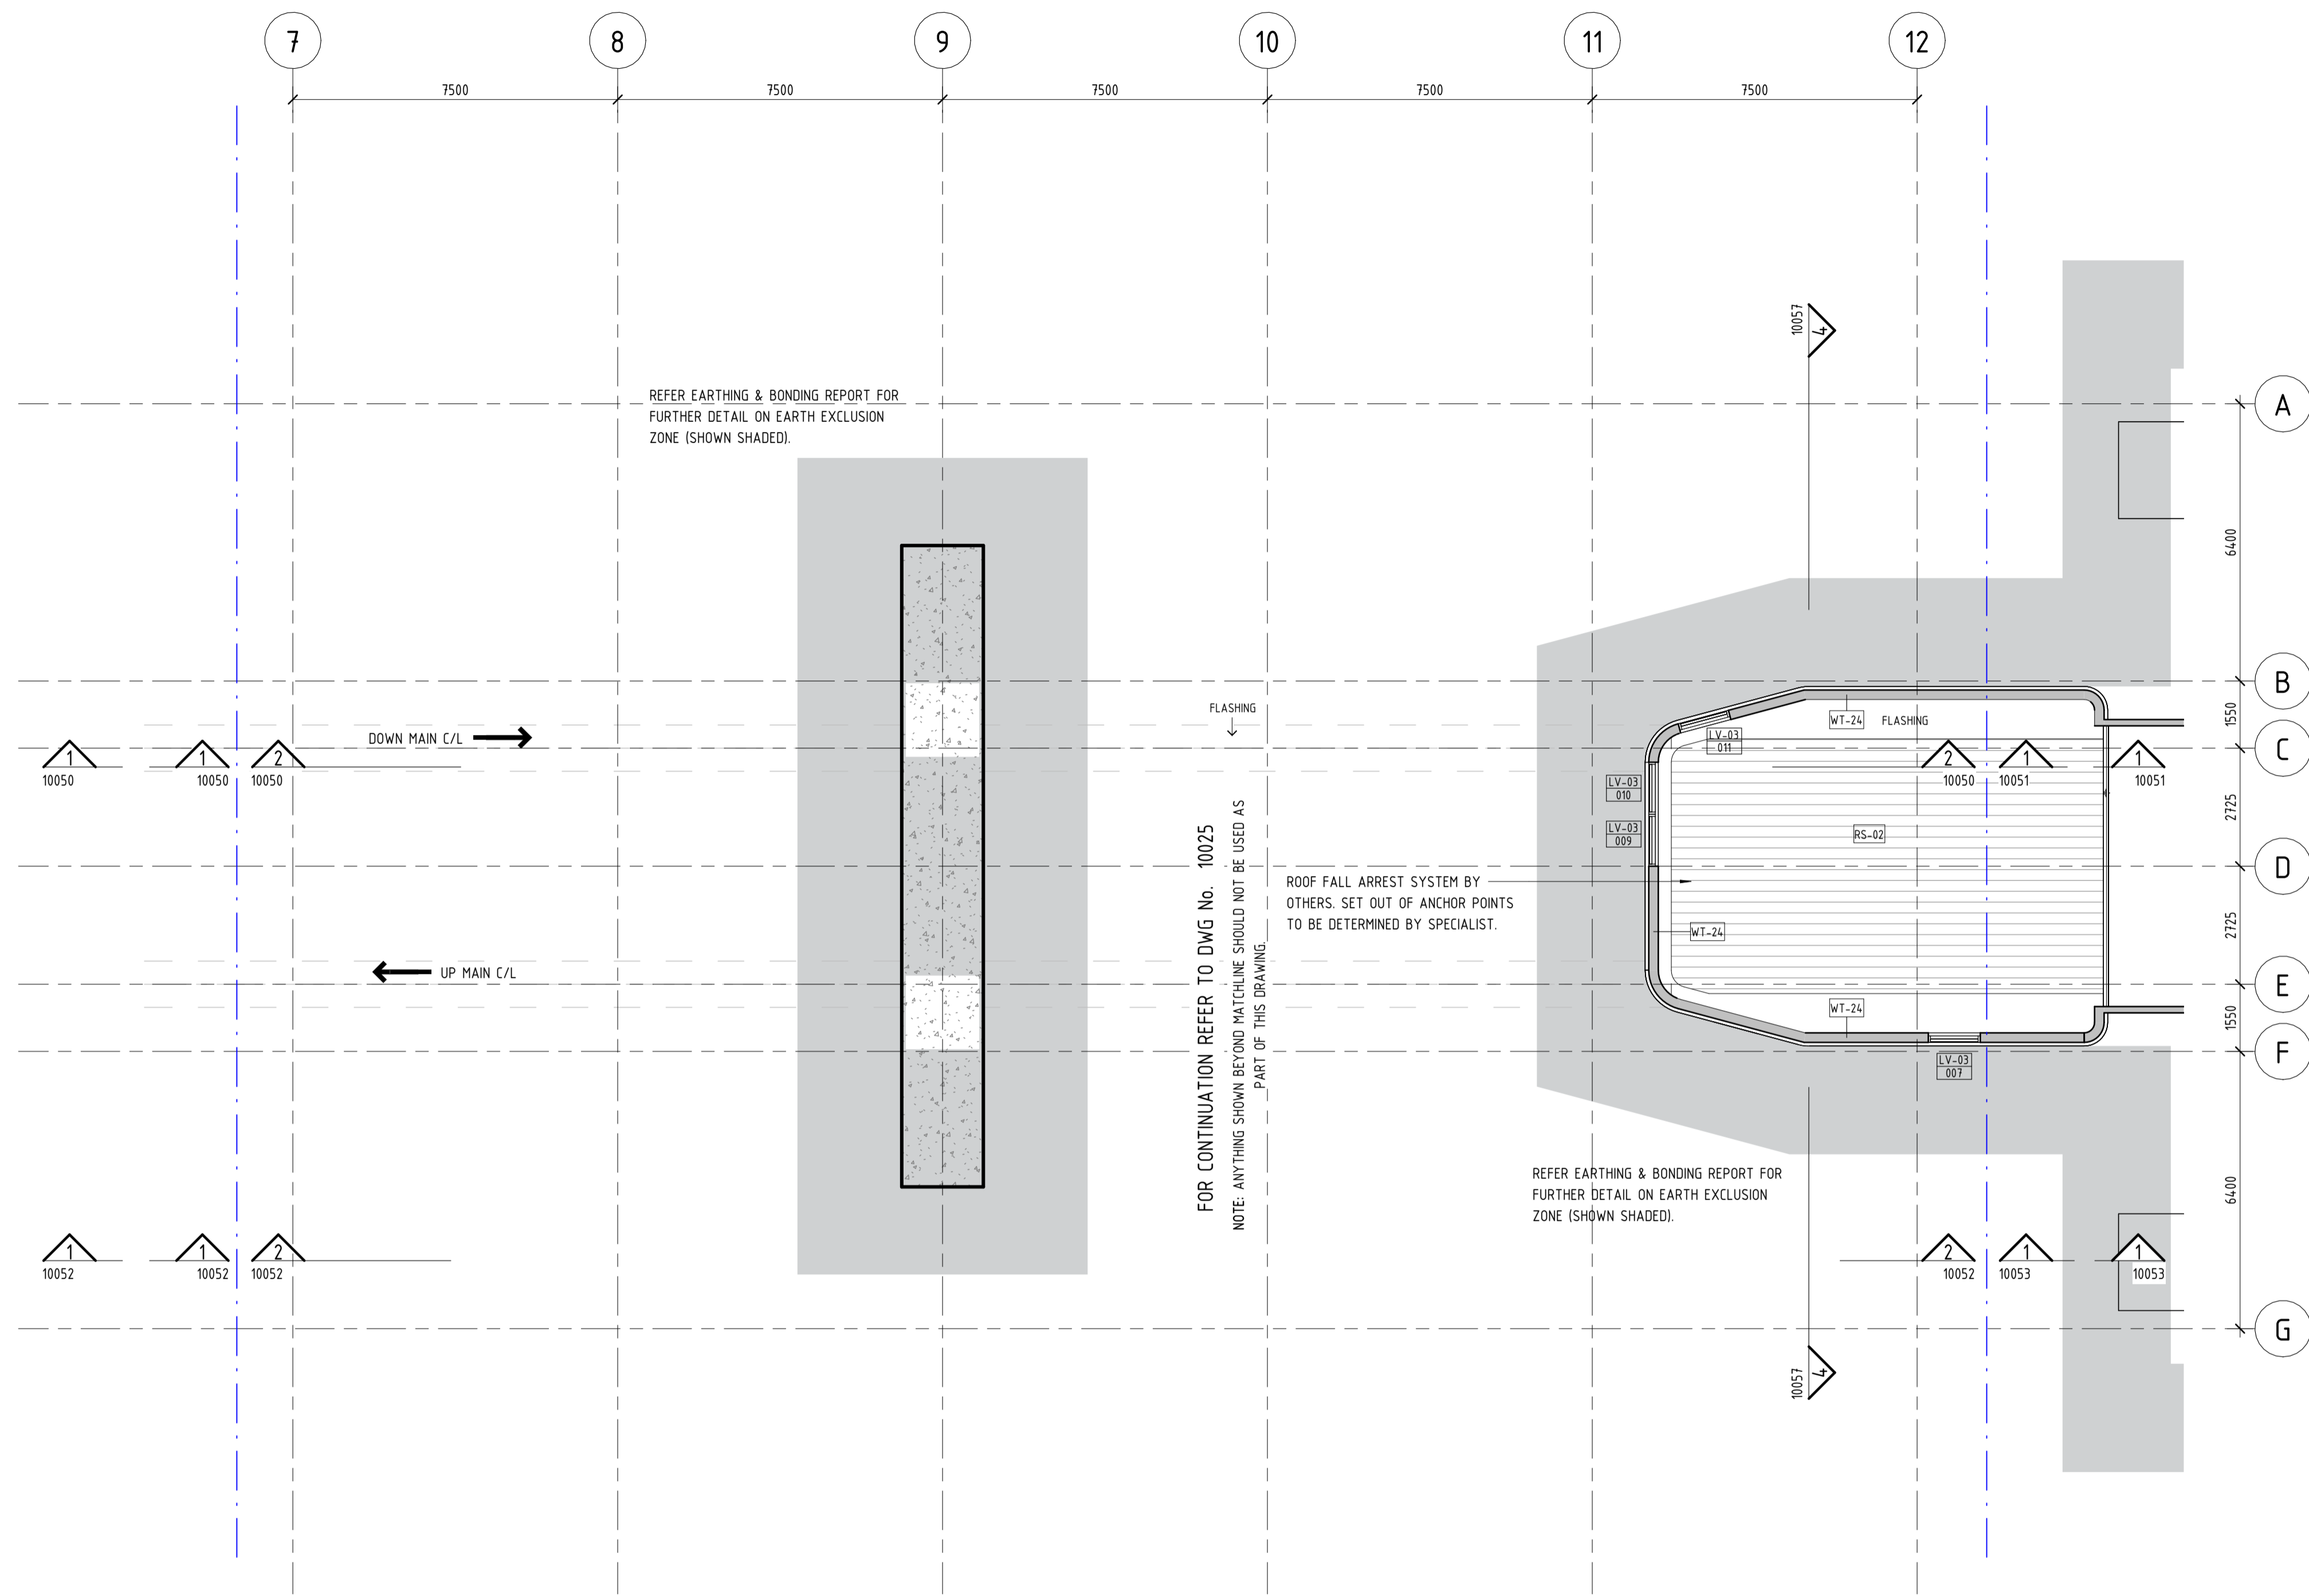 7
8
9
10
11
12
7500
7500
7500
7500
7500
10057
4
REFER EARTHING & BONDING REPORT FOR
FURTHER DETAIL ON EARTH EXCLUSION
ZONE (SHOWN SHADED).
A
6400
B
1550
FLASHING
WT-24
FLASHING
LV-03
011
DOWN MAIN C/L
C
1
10050
1
10050
2
10050
2
10050
1
10051
1
10051
LV-03
010
2725
LV-03
009
RS-02
FOR CONTINUATION REFER TO DWG No. 10025
NOTE: ANYTHING SHOWN BEYOND MATCHLINE SHOULD NOT BE USED AS
PART OF THIS DRAWING.
D
ROOF FALL ARREST SYSTEM BY
OTHERS. SET OUT OF ANCHOR POINTS
TO BE DETERMINED BY SPECIALIST.
WT-24
2725
UP MAIN C/L
E
WT-24
1550
F
LV-03
007
REFER EARTHING & BONDING REPORT FOR
FURTHER DETAIL ON EARTH EXCLUSION
ZONE (SHOWN SHADED).
6400
1
10052
1
10052
2
10052
2
10052
1
10053
1
10053
G
10057
4